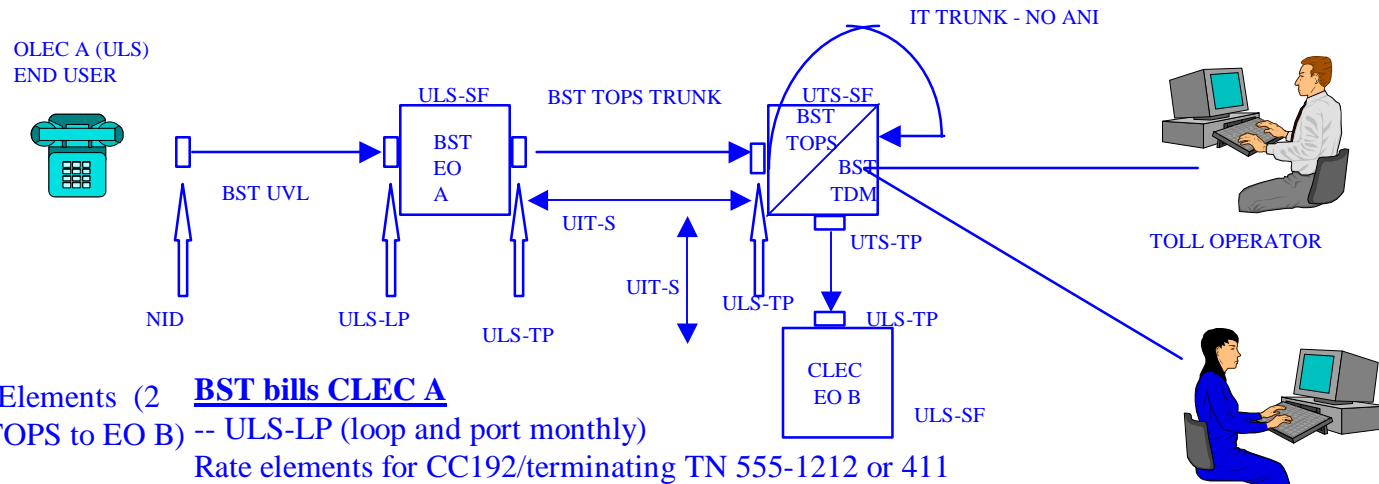 IT TRUNK - NO ANI
OLEC A (ULS)
END USER
ULS-SF
BST TOPS TRUNK
UTS-SF
BST
TOPS
BST
EO
A
BST
TDM
BST UVL
UIT-S
UTS-TP
TOLL OPERATOR
UIT-S
ULS-TP
NID
ULS-LP
ULS-TP
ULS-TP
CLEC
EO B
ULS-SF
Elements (2
TOPS to EO B)
BST bills CLEC A
-- ULS-LP (loop and port monthly)
Rate elements for CC192/terminating TN 555-1212 or 411